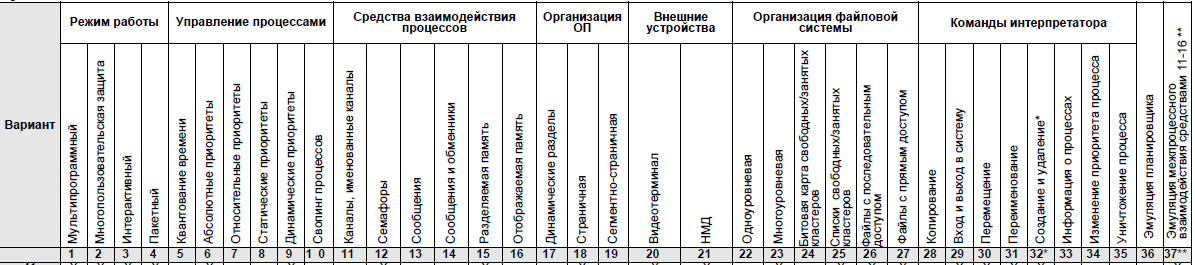 Вариант
Режим работы
Управление процессами
Средства взаимодействия
процессов
Организация
ОП
Внешние
устройства
Организация файловой
системы
Команды интерпретатора
Мультипрограммный
Многопользовательская защита
Интерактивный
Пакетный
Квантование времени
Абсолютные приоритеты
Относительные приоритеты
Статические приоритеты
Динамические приоритеты
Свопинг процессов
Каналы, именованные каналы
Семафоры
Сообщения
Сообщения и обменники
Разделяемая память
Отображаемая память
Динамические разделы
Страничная
Сегментно-страничная
Видеотерминал
НМД
Одноуровневая
Многоуровневая
Битовая карта свободных/занятых
кластеров
Списки свободных/занятых
кластеров
Файлы с последовательным
доступом
Файлы с прямым доступом
Копирование
Вход и выход в систему
Перемещение
Переименование
Создание и удаление*
Информация о процессах
Изменение приоритета процесса
Уничтожение процесса
Эмуляция планировщика
Эмуляция межпроцессного
взаимодействия средствами 11-16 **
1 2 3 4 5 6 7 8 9 1 0 11 12 13 14 15 16 17 18 19 20 21 22 23 24 25 26 27 28 29 30 31 32* 33 34 35 36 37**